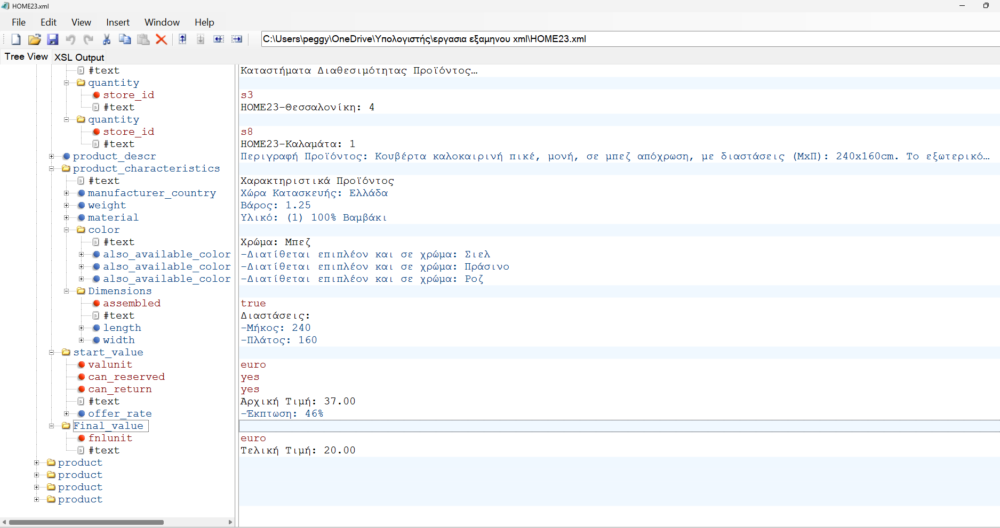 HOME23.xml
File Edit View Insert Window Help
C:\Users\peggy\OneDrive\Υπολογιστής\εργασια εξαμηνου xml\HOME23.xml
Tree View XSL Output
#text Καταστήματα Διαθεσιμότητας Προϊόντος…
quantity
store_id s3
#text HOME23-Θεσσαλονίκη: 4
quantity
store_id s8
#text HOME23-Καλαμάτα: 1
product_descr Περιγραφή Προϊόντος: Κουβέρτα καλοκαιρινή πικέ, μονή, σε μπεζ απόχρωση, με διαστάσεις (ΜxΠ): 240x160cm. Το εξωτερικό…
product_characteristics
#text Χαρακτηριστικά Προϊόντος
manufacturer_country Χώρα Κατασκευής: Ελλάδα
weight Βάρος: 1.25
material Υλικό: (1) 100% Βαμβάκι
color
#text Χρώμα: Μπεζ
also_available_color -Διατίθεται επιπλέον και σε χρώμα: Σιελ
also_available_color -Διατίθεται επιπλέον και σε χρώμα: Πράσινο
also_available_color -Διατίθεται επιπλέον και σε χρώμα: Ροζ
Dimensions
assembled true
#text Διαστάσεις:
length -Μήκος: 240
width -Πλάτος: 160
start_value
valunit euro
can_reserved yes
can_return yes
#text Αρχική Τιμή: 37.00
offer_rate -Έκπτωση: 46%
Final_value
fnlunit euro
#text Τελική Τιμή: 20.00
product
product
product
product